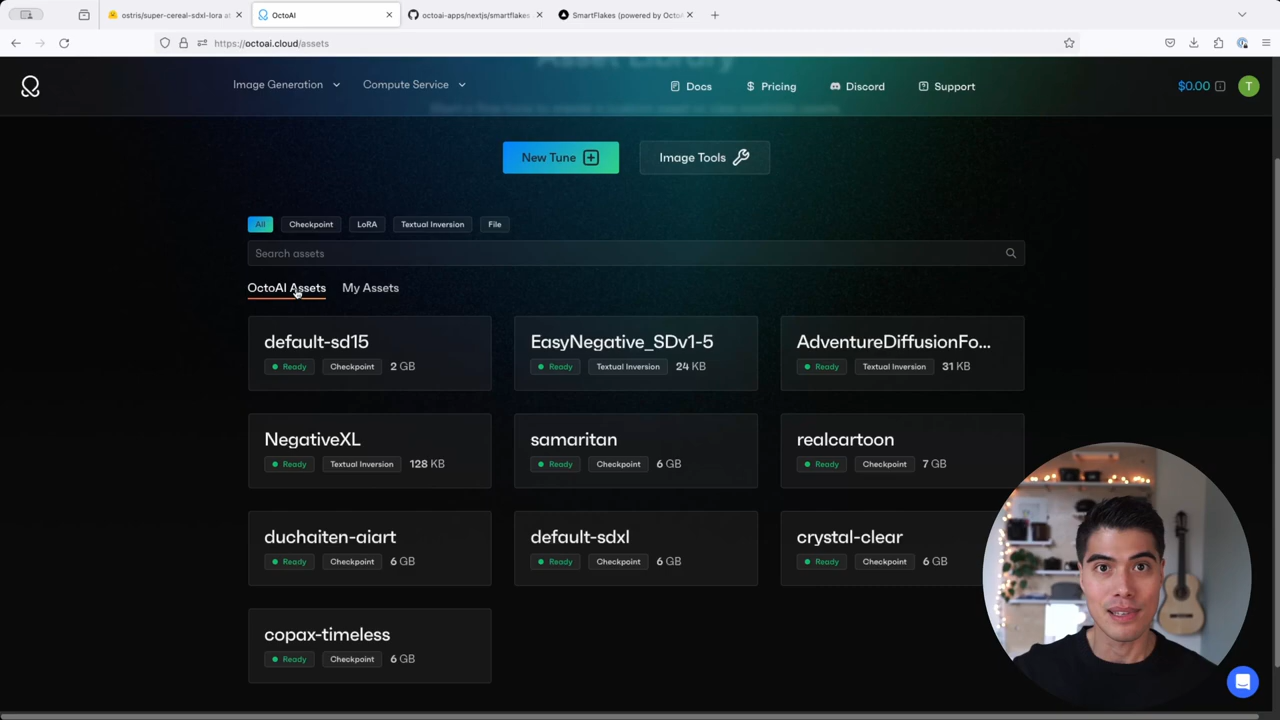 ostris/super-cereal-sdxl-lora at
OctoAI
octoai-apps/nextjs/smartflakes
SmartFlakes (powered by OctoA
https://octoai.cloud/assets
Asset Library
Image Generation
Compute Service
Docs
$ Pricing
Discord
Support
$0.00
T
New Tune
Image Tools
All
Checkpoint
LoRA
Textual Inversion
File
Search assets
OctoAI Assets
My Assets
default-sd15
Ready Checkpoint 2 GB
EasyNegative_SDv1-5
Ready Textual Inversion 24 KB
AdventureDiffusionFo...
Ready Textual Inversion 31 KB
NegativeXL
Ready Textual Inversion 128 KB
samaritan
Ready Checkpoint 6 GB
realcartoon
Ready Checkpoint 7 GB
duchaiten-aiart
Ready Checkpoint 6 GB
default-sdxl
Ready Checkpoint 6 GB
crystal-clear
Ready Checkpoint 6 GB
copax-timeless
Ready Checkpoint 6 GB